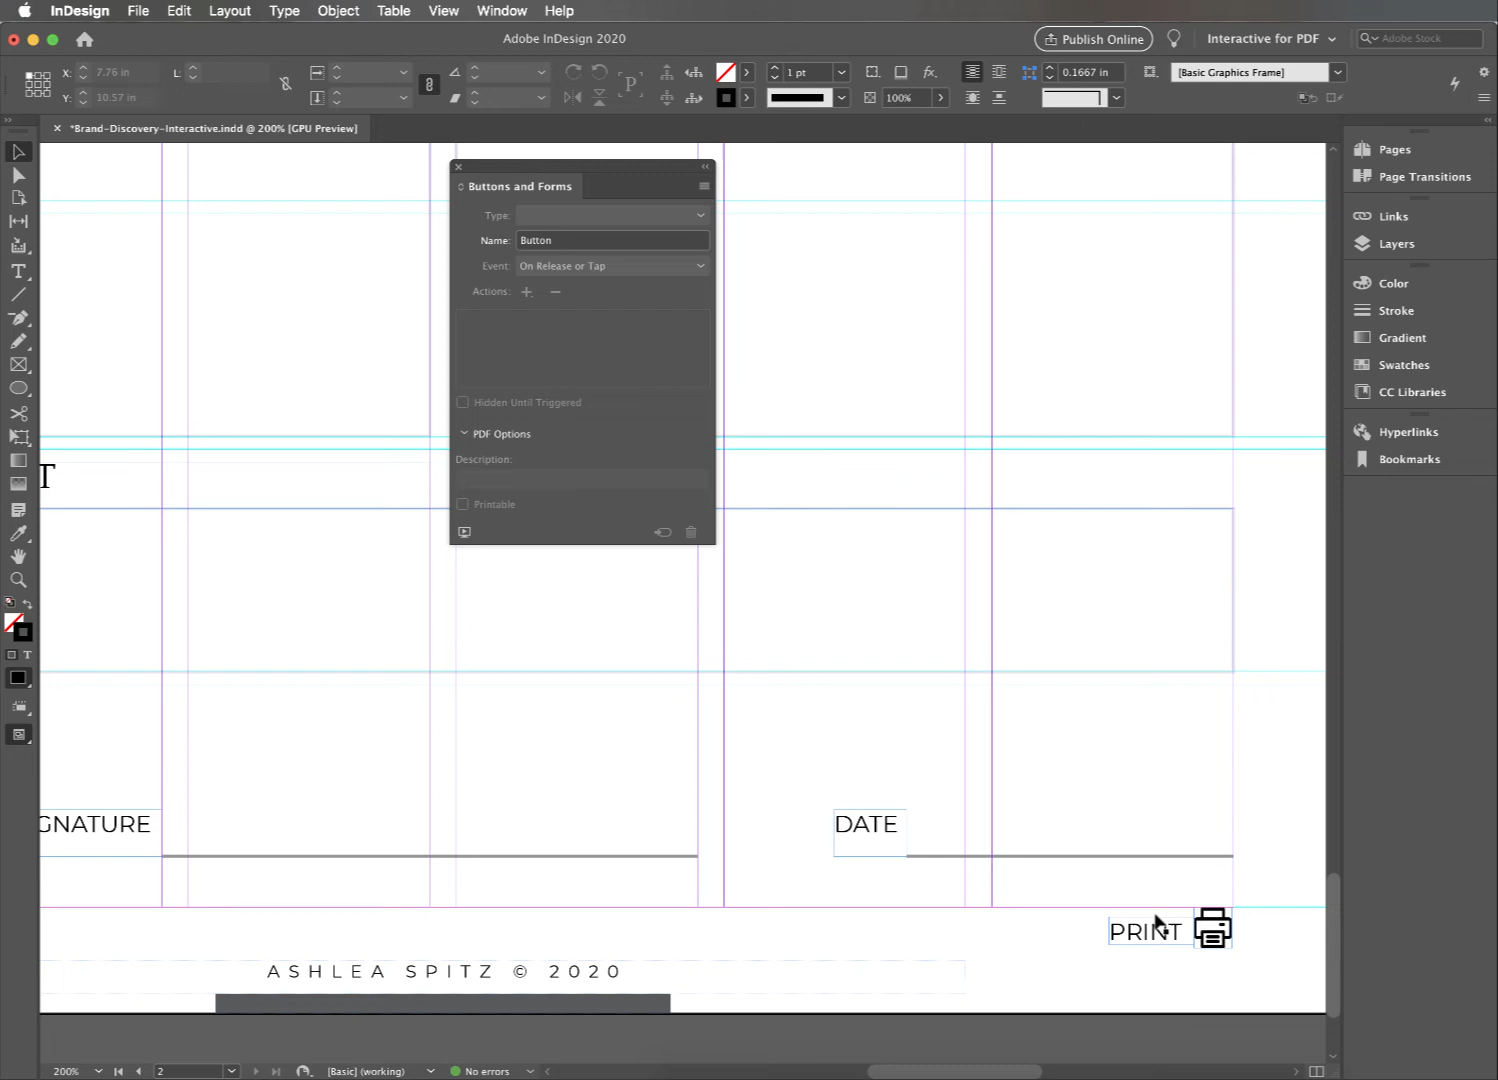 InDesign File Edit Layout Type Object Table View Window Help
Adobe InDesign 2020
Publish Online
Interactive for PDF
Adobe Stock
X: 7.76 in
L:
1 pt
fx.
0.1667 in
[Basic Graphics Frame]
Y: 10.57 in
P
100%
*Brand-Discovery-Interactive.indd @ 200% [GPU Preview]
Buttons and Forms
Type:
Name: Button
Event: On Release or Tap
Actions:
Hidden Until Triggered
PDF Options
Description:
Printable
Pages
Page Transitions
Links
Layers
Color
Stroke
Gradient
Swatches
CC Libraries
Hyperlinks
Bookmarks
T
T
T
GNATURE
DATE
PRINT
ASHLEA SPITZ © 2020
200%
2
[Basic] (working)
No errors